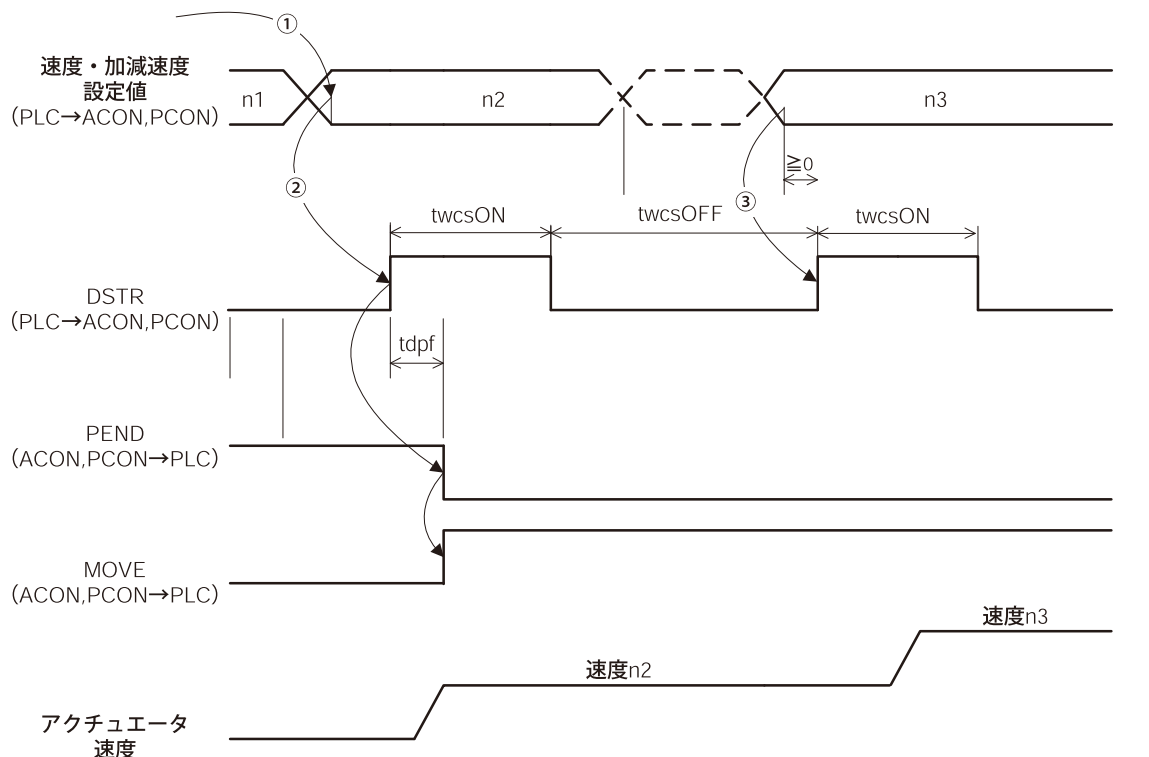 ①
速度・加減速度
設定値
(PLC→ACON,PCON)
n1
n2
n3
≧0
②
③
twcsON
twcsOFF
twcsON
DSTR
(PLC→ACON,PCON)
tdpf
PEND
(ACON,PCON→PLC)
MOVE
(ACON,PCON→PLC)
速度n3
速度n2
アクチュエータ
速度